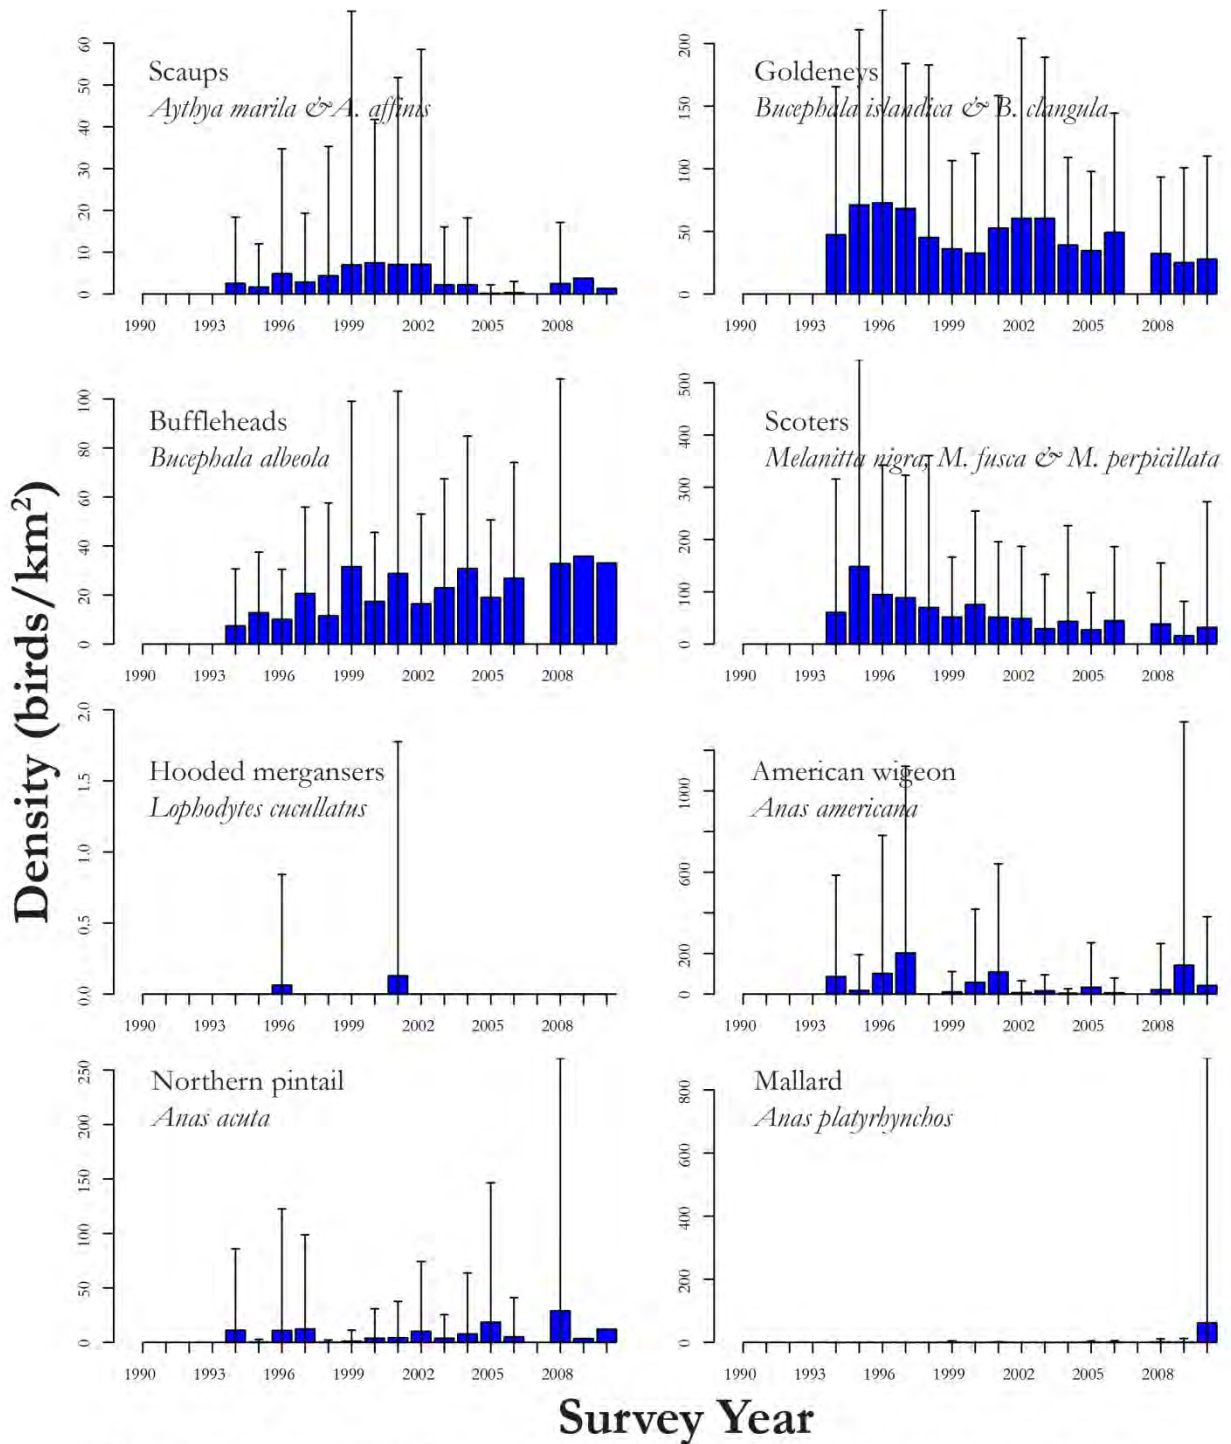 Density (birds/km²)
Scaups
Aythya marila & A. affinis
0 10 20 30 40 50 60
1990 1993 1996 1999 2002 2005 2008
Goldeneys
Bucephala islandica & B. clangula
0 50 100 150 200
1990 1993 1996 1999 2002 2005 2008
Buffleheads
Bucephala albeola
0 20 40 60 80 100
1990 1993 1996 1999 2002 2005 2008
Scoters
Melanitta nigra, M. fusca & M. perpicillata
0 100 200 300 400 500
1990 1993 1996 1999 2002 2005 2008
Hooded mergansers
Lophodytes cucullatus
0.0 0.5 1.0 1.5 2.0
1990 1993 1996 1999 2002 2005 2008
American wigeon
Anas americana
0 200 600 1000
1990 1993 1996 1999 2002 2005 2008
Northern pintail
Anas acuta
0 50 100 150 200 250
1990 1993 1996 1999 2002 2005 2008
Mallard
Anas platyrhynchos
0 200 400 600 800
1990 1993 1996 1999 2002 2005 2008
Survey Year